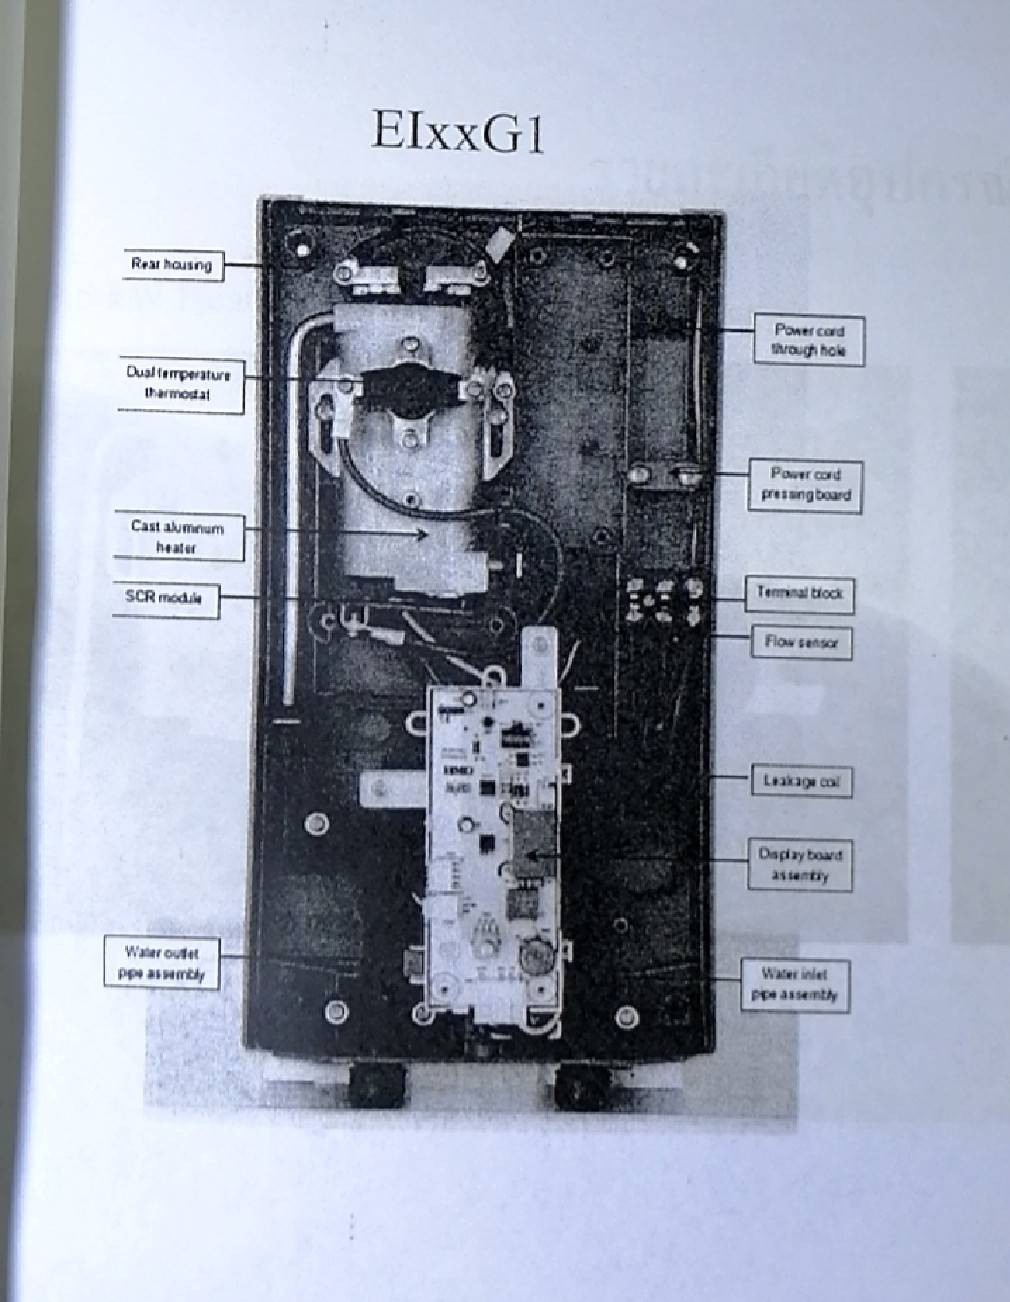 EIxxG1
Rear housing
Dual temperature
thermostat
Cast aluminum
heater
SCR module
Water outlet
pipe assembly
Power cord
through hole
Power cord
pressing board
Terminal block
Flow sensor
Leakage coil
Display board
assembly
Water inlet
pipe assembly